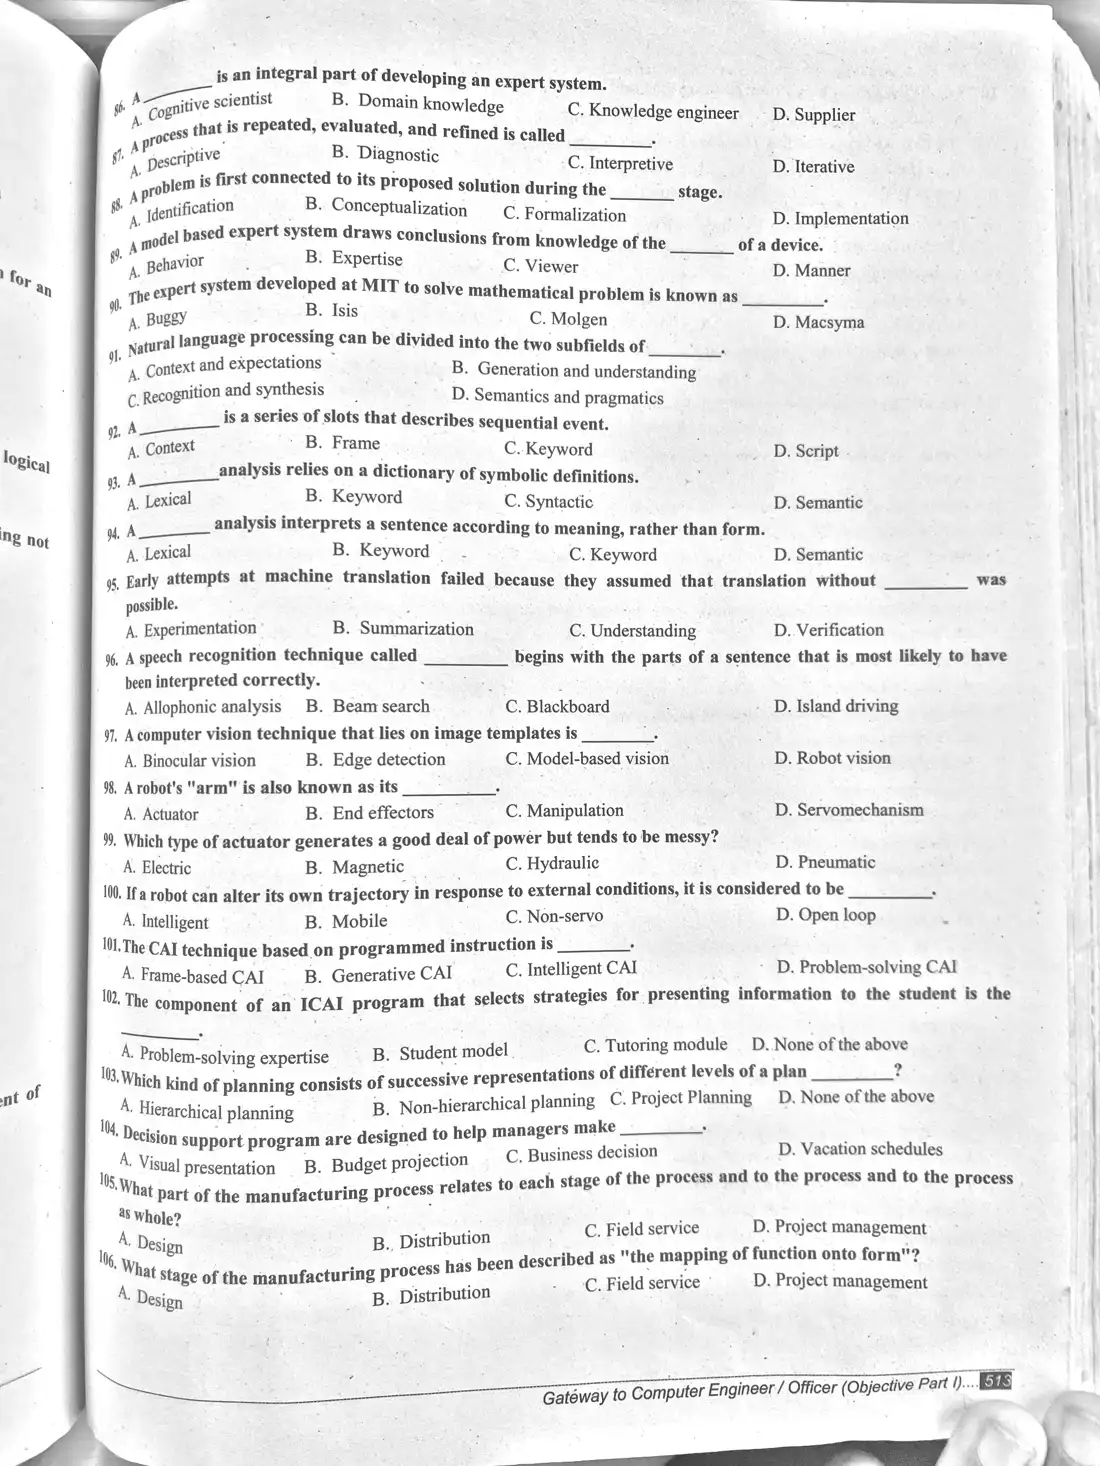 86. A ________ is an integral part of developing an expert system.
A. Cognitive scientist B. Domain knowledge C. Knowledge engineer D. Supplier
87. A process that is repeated, evaluated, and refined is called ________.
A. Descriptive B. Diagnostic C. Interpretive D. Iterative
88. A problem is first connected to its proposed solution during the ________ stage.
A. Identification B. Conceptualization C. Formalization D. Implementation
89. A model based expert system draws conclusions from knowledge of the ________ of a device.
A. Behavior B. Expertise C. Viewer D. Manner
90. The expert system developed at MIT to solve mathematical problem is known as ________.
A. Buggy B. Isis C. Molgen D. Macsyma
91. Natural language processing can be divided into the two subfields of ________.
A. Context and expectations B. Generation and understanding
C. Recognition and synthesis D. Semantics and pragmatics
92. A ________ is a series of slots that describes sequential event.
A. Context B. Frame C. Keyword D. Script
93. A ________ analysis relies on a dictionary of symbolic definitions.
A. Lexical B. Keyword C. Syntactic D. Semantic
94. A ________ analysis interprets a sentence according to meaning, rather than form.
A. Lexical B. Keyword C. Keyword D. Semantic
95. Early attempts at machine translation failed because they assumed that translation without ________ was
possible.
A. Experimentation B. Summarization C. Understanding D. Verification
96. A speech recognition technique called ________ begins with the parts of a sentence that is most likely to have
been interpreted correctly.
A. Allophonic analysis B. Beam search C. Blackboard D. Island driving
97. A computer vision technique that lies on image templates is ________.
A. Binocular vision B. Edge detection C. Model-based vision D. Robot vision
98. A robot's "arm" is also known as its ________.
A. Actuator B. End effectors C. Manipulation D. Servomechanism
99. Which type of actuator generates a good deal of power but tends to be messy?
A. Electric B. Magnetic C. Hydraulic D. Pneumatic
100. If a robot can alter its own trajectory in response to external conditions, it is considered to be ________.
A. Intelligent B. Mobile C. Non-servo D. Open loop
101. The CAI technique based on programmed instruction is ________.
A. Frame-based CAI B. Generative CAI C. Intelligent CAI D. Problem-solving CAI
102. The component of an ICAI program that selects strategies for presenting information to the student is the
________.
A. Problem-solving expertise B. Student model C. Tutoring module D. None of the above
103. Which kind of planning consists of successive representations of different levels of a plan ________?
A. Hierarchical planning B. Non-hierarchical planning C. Project Planning D. None of the above
104. Decision support program are designed to help managers make ________.
A. Visual presentation B. Budget projection C. Business decision D. Vacation schedules
105. What part of the manufacturing process relates to each stage of the process and to the process and to the process
as whole?
A. Design B. Distribution C. Field service D. Project management
106. What stage of the manufacturing process has been described as "the mapping of function onto form"?
A. Design B. Distribution C. Field service D. Project management
Gateway to Computer Engineer / Officer (Objective Part I).... 513
for an
logical
ing not
ent of